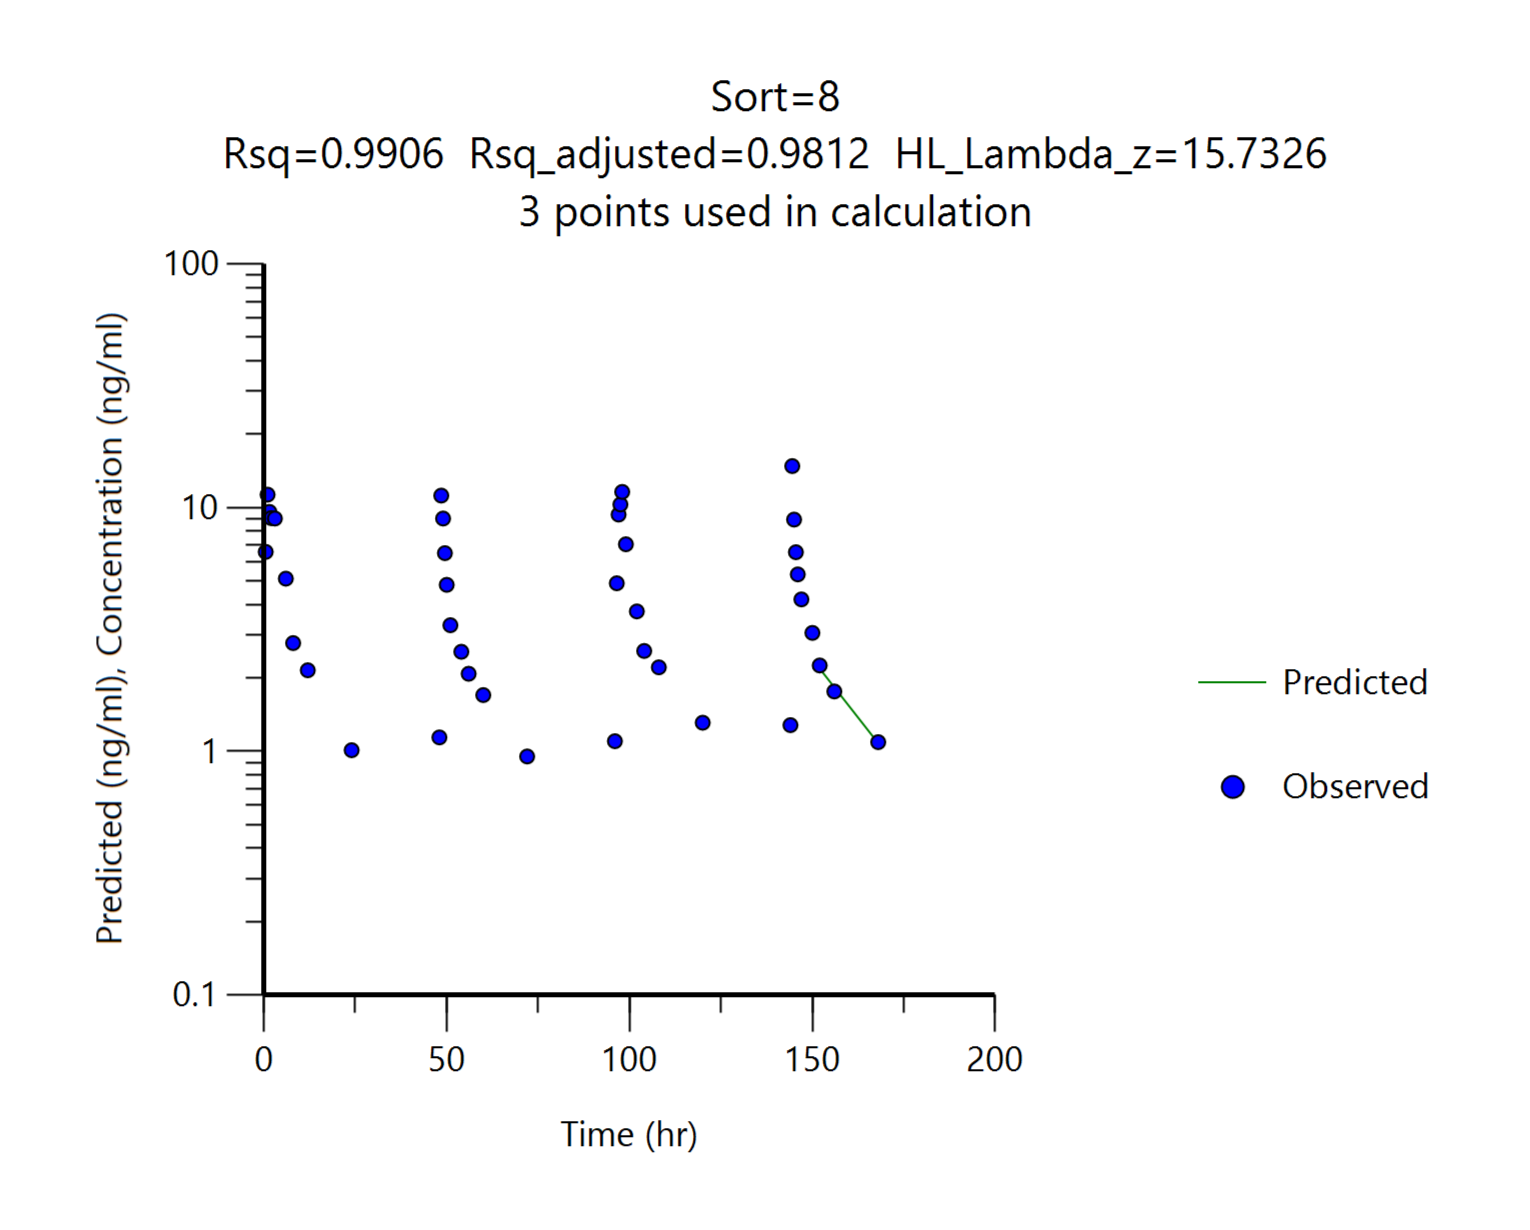 Sort=8
Rsq=0.9906 Rsq_adjusted=0.9812 HL_Lambda_z=15.7326
3 points used in calculation
100
10
1
0.1
Predicted (ng/ml), Concentration (ng/ml)
0 50 100 150 200
Time (hr)
Predicted
Observed